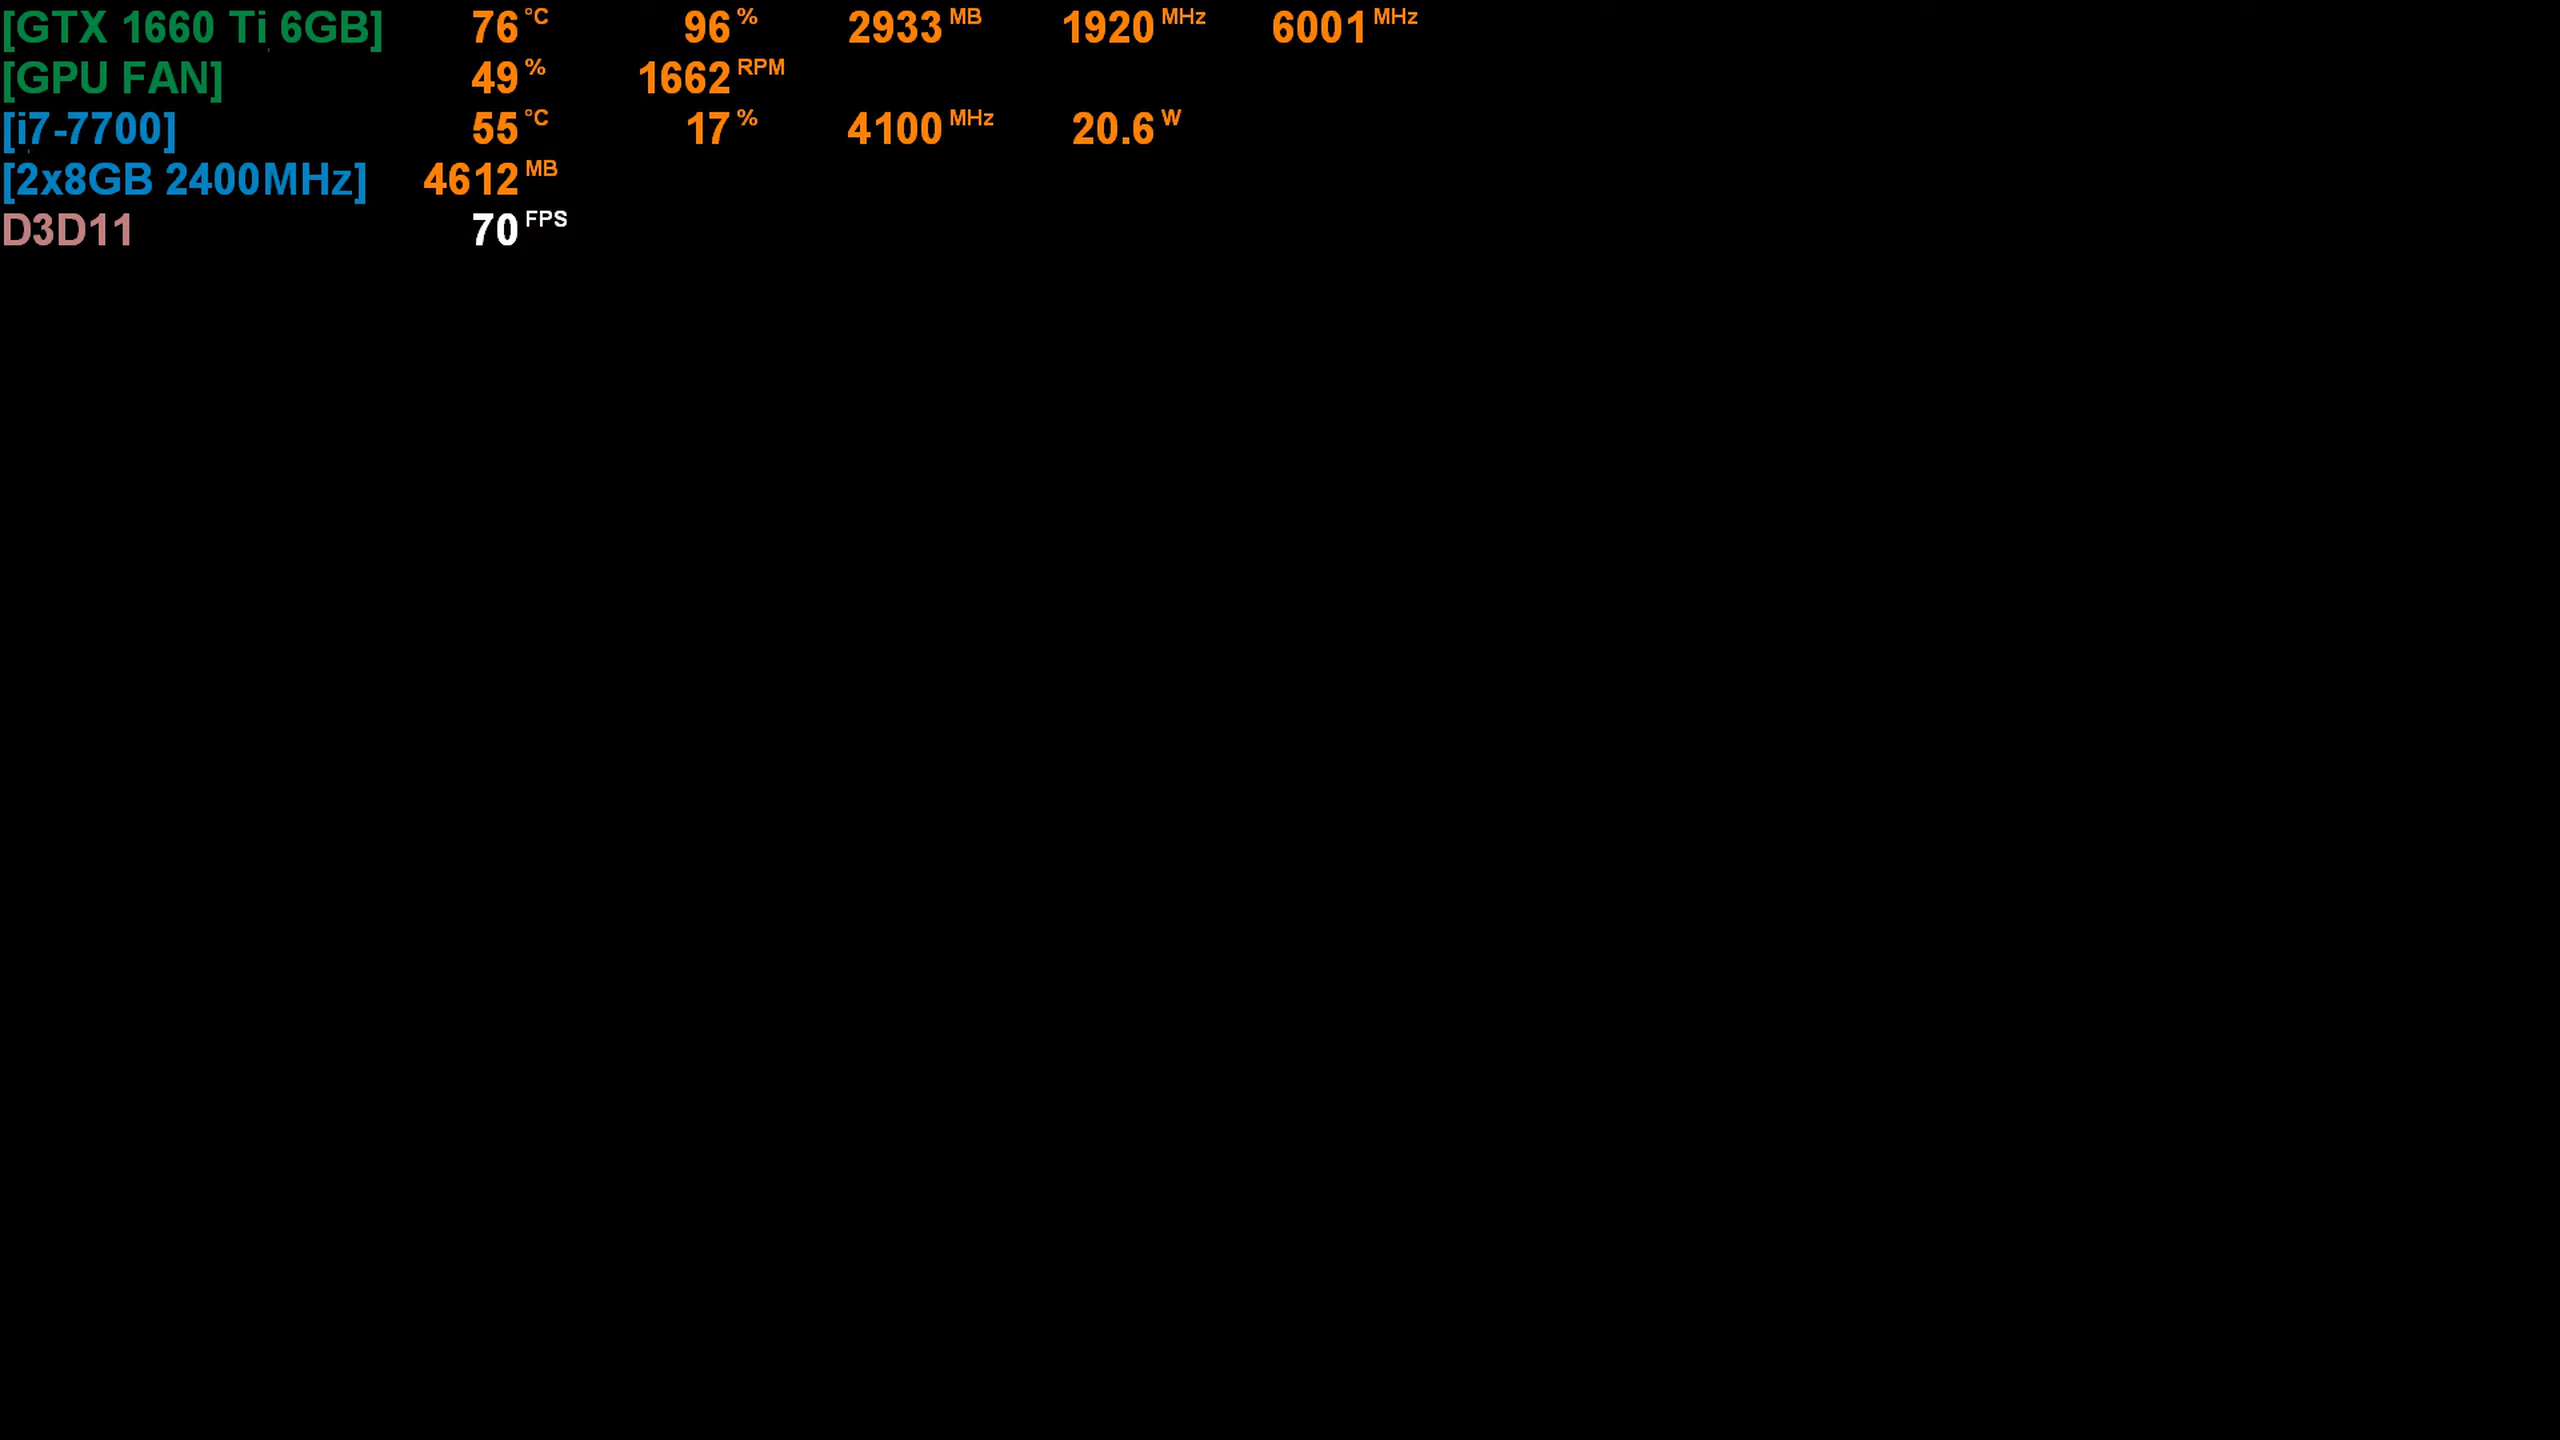 [GTX 1660 Ti 6GB] 76 °C 96 % 2933 MB 1920 MHz 6001 MHz
[GPU FAN] 49 % 1662 RPM
[i7-7700] 55 °C 17 % 4100 MHz 20.6 W
[2x8GB 2400MHz] 4612 MB
D3D11 70 FPS